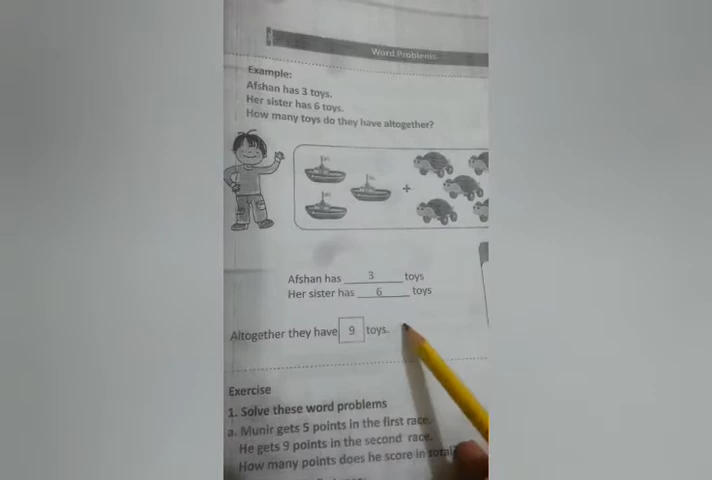 Word Problems
Example:
Afshan has 3 toys.
Her sister has 6 toys.
How many toys do they have altogether?
+
Afshan has 3 toys
Her sister has 6 toys
Altogether they have 9 toys.
Exercise
1. Solve these word problems
a. Munir gets 5 points in the first race.
He gets 9 points in the second race.
How many points does he score in total?